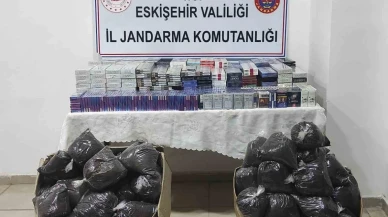 ESKİŞEHİR VALİLİĞİ
İL JANDARMA KOMUTANLIĞI